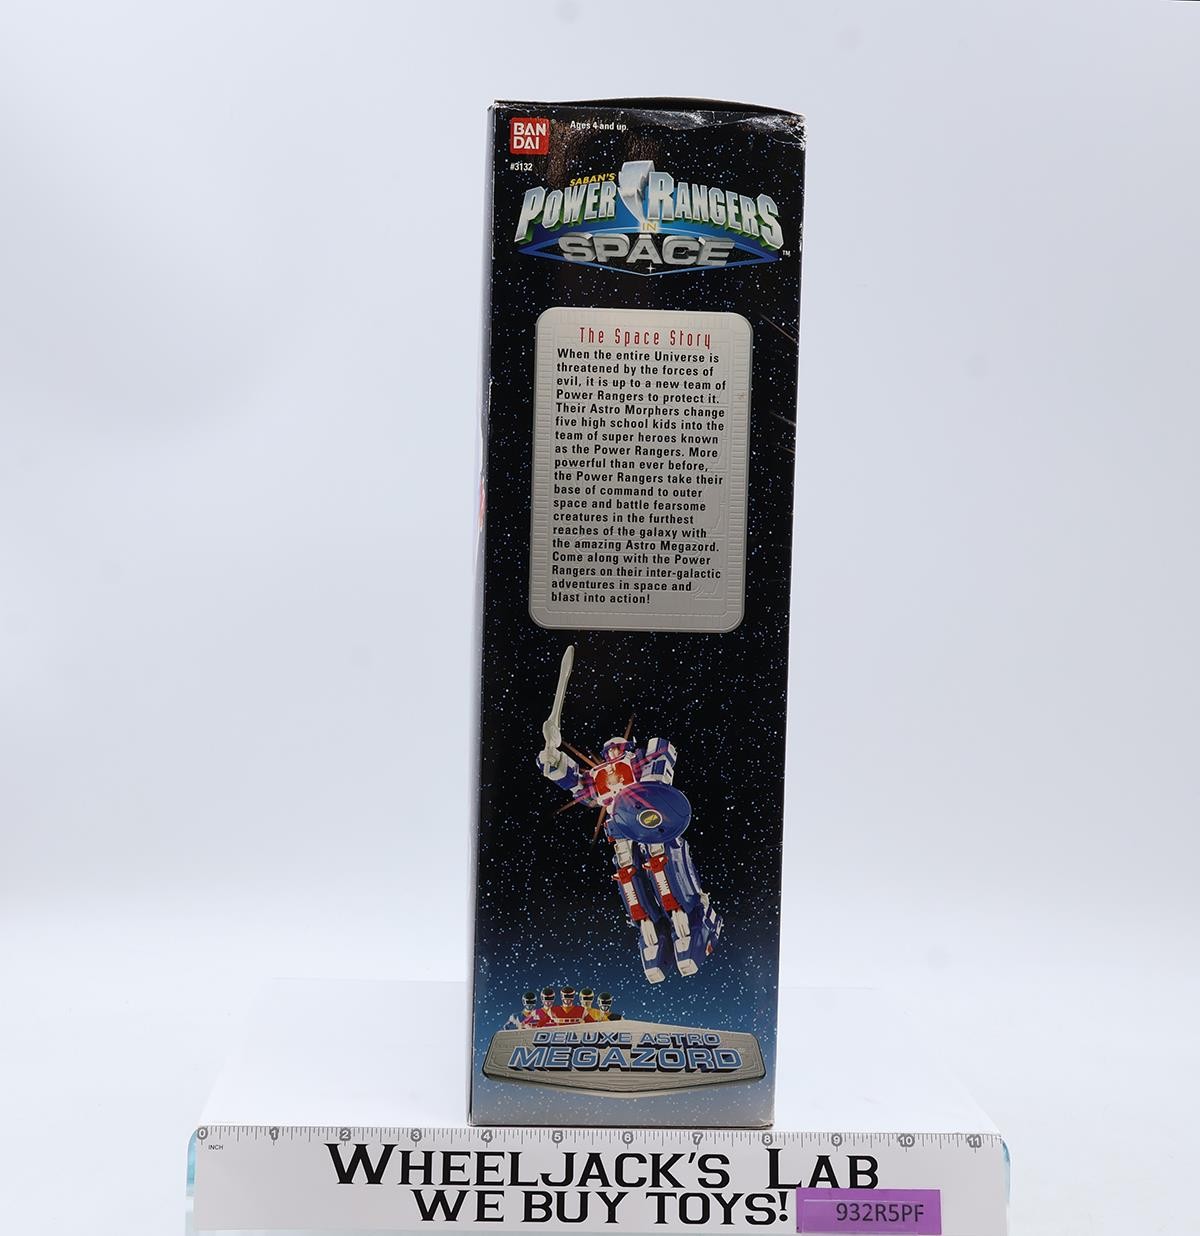 BAN
DAI
Ages 4 and up.
#3132
SABAN'S
POWER RANGERS
IN
SPACE
™
The Space Story
When the entire Universe is
threatened by the forces of
evil, it is up to a new team of
Power Rangers to protect it.
Their Astro Morphers change
five high school kids into the
team of super heroes known
as the Power Rangers. More
powerful than ever before,
the Power Rangers take their
base of command to outer
space and battle fearsome
creatures in the furthest
reaches of the galaxy with
the amazing Astro Megazord.
Come along with the Power
Rangers on their inter-galactic
adventures in space and
blast into action!
DELUXE ASTRO
MEGAZORD
0 1 2 3 4 5 6 7 8 9 10 11
INCH
WHEELJACK'S LAB
WE BUY TOYS!
932R5PF